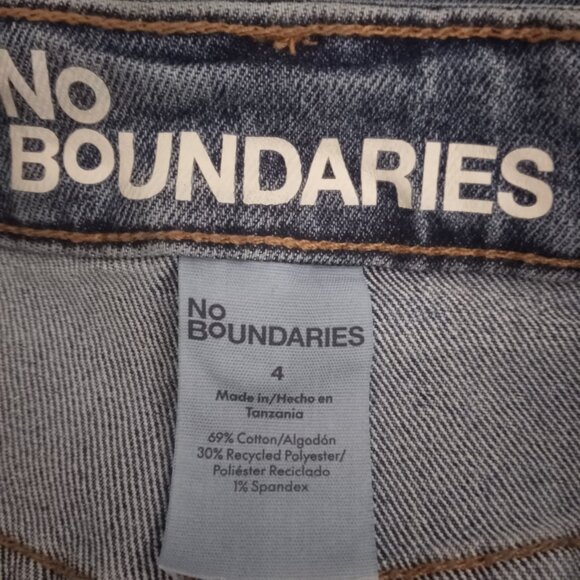 No
BoUNDARIES
No
BoUNDARIES
4
Made in/Hecho en
Tanzania
69% Cotton/Algodón
30% Recycled Polyester/
Poliéster Reciclado
1% Spandex